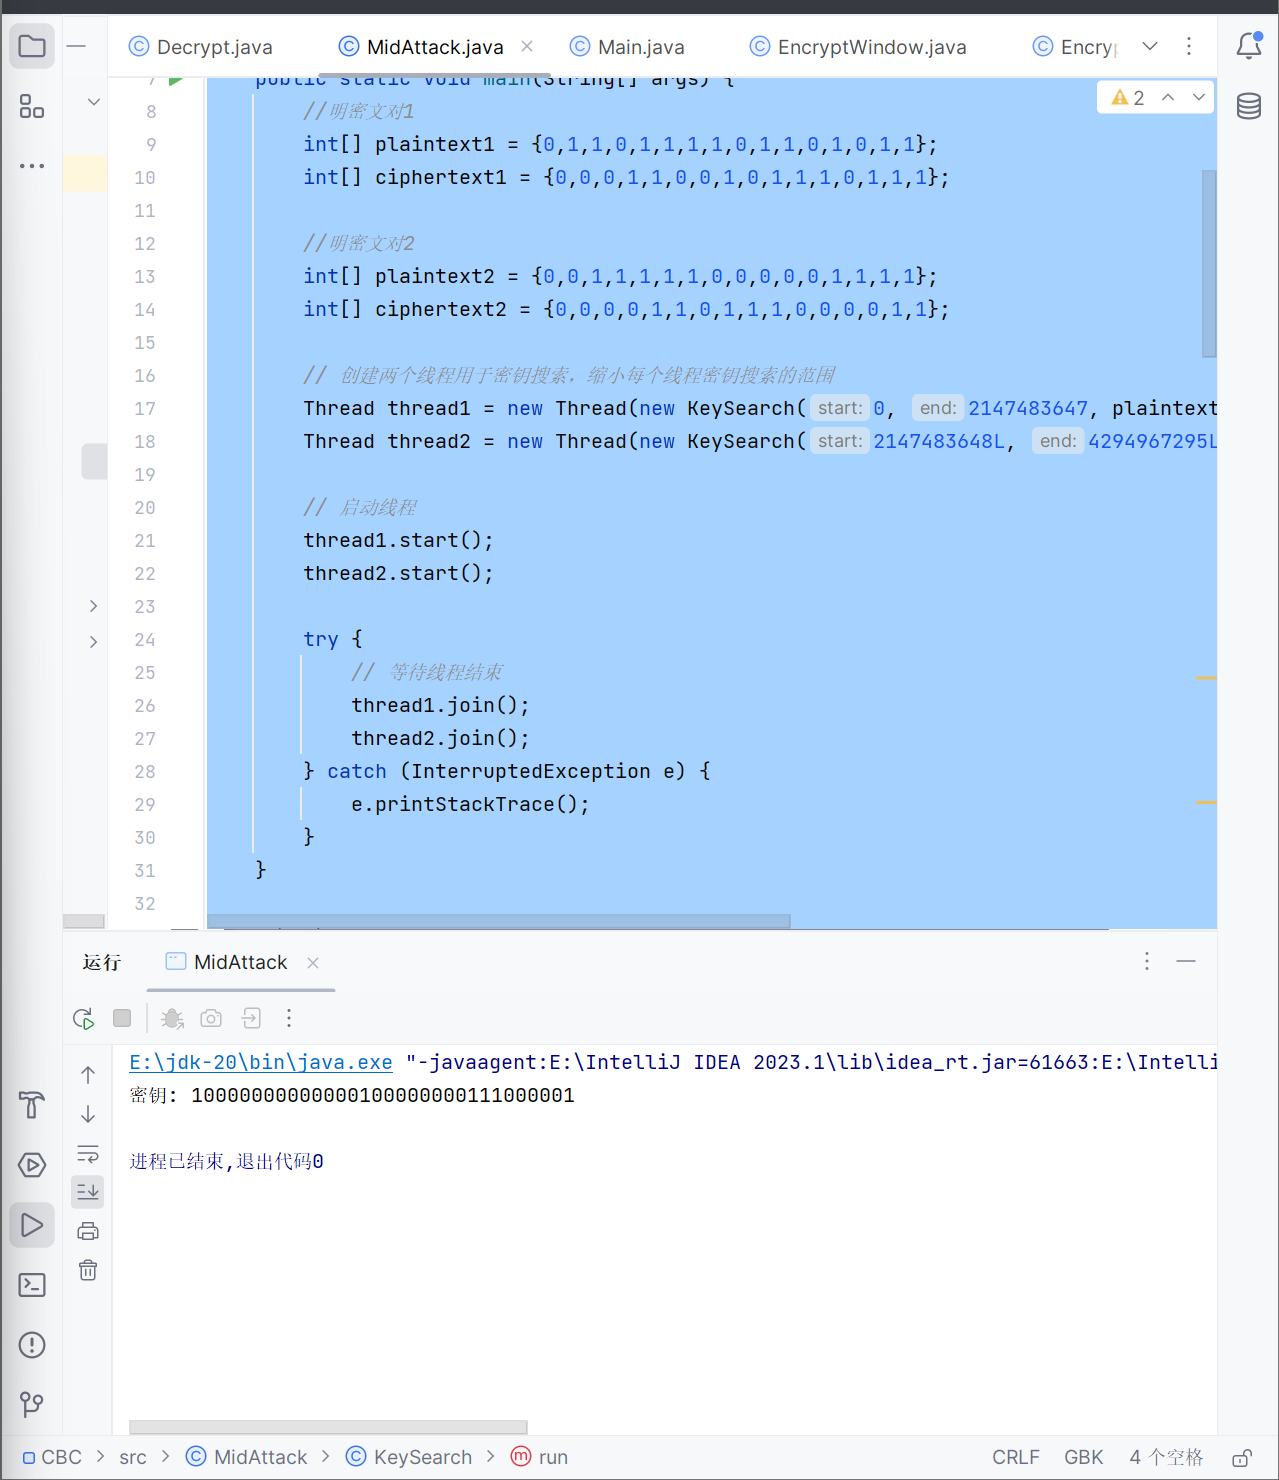 Decrypt.java MidAttack.java Main.java EncryptWindow.java Encry
7 public static void main(String[] args) {
8 //明密文对1 2
9 int[] plaintext1 = {0,1,1,0,1,1,1,1,0,1,1,0,1,0,1,1};
10 int[] ciphertext1 = {0,0,0,1,1,0,0,1,0,1,1,1,0,1,1,1};
11
12 //明密文对2
13 int[] plaintext2 = {0,0,1,1,1,1,1,0,0,0,0,0,1,1,1,1};
14 int[] ciphertext2 = {0,0,0,0,1,1,0,1,1,1,0,0,0,0,1,1};
15
16 // 创建两个线程用于密钥搜索，缩小每个线程密钥搜索的范围
17 Thread thread1 = new Thread(new KeySearch( start: 0, end: 2147483647, plaintext
18 Thread thread2 = new Thread(new KeySearch( start: 2147483648L, end: 4294967295L
19
20 // 启动线程
21 thread1.start();
22 thread2.start();
23
24 try {
25 // 等待线程结束
26 thread1.join();
27 thread2.join();
28 } catch (InterruptedException e) {
29 e.printStackTrace();
30 }
31 }
32
运行 MidAttack
E:\jdk-20\bin\java.exe "-javaagent:E:\IntelliJ IDEA 2023.1\lib\idea_rt.jar=61663:E:\Intelli
密钥: 10000000000000100000000111000001
进程已结束,退出代码0
CBC > src > MidAttack > KeySearch > run CRLF GBK 4 个空格